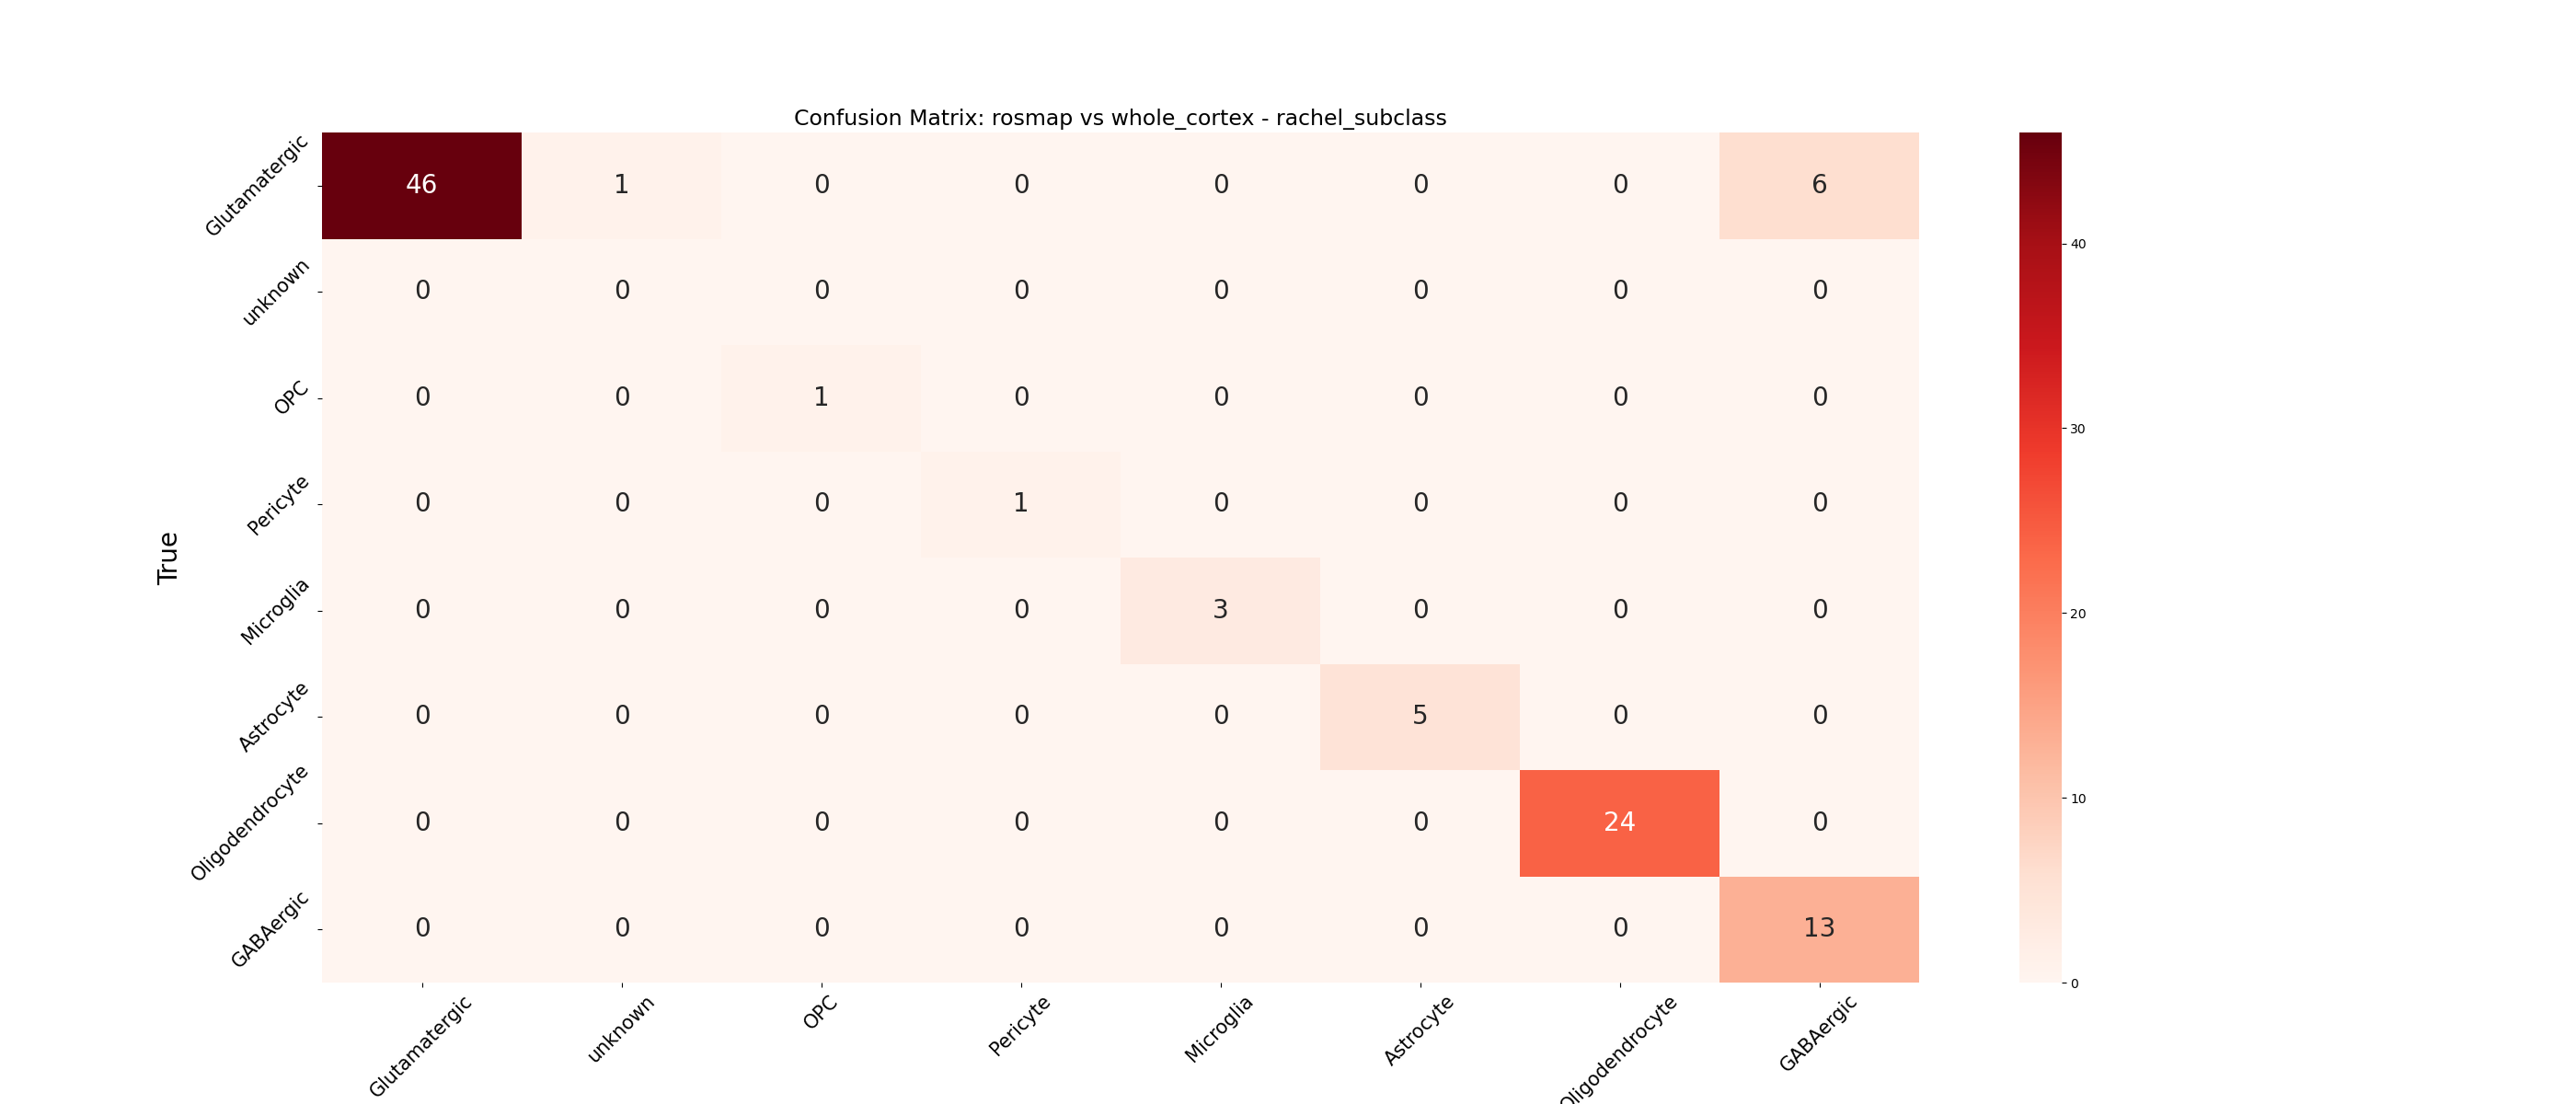 Confusion Matrix: rosmap vs whole_cortex - rachel_subclass
True
Glutamatergic 46 1 0 0 0 0 0 6
unknown 0 0 0 0 0 0 0 0
OPC 0 0 1 0 0 0 0 0
Pericyte 0 0 0 1 0 0 0 0
Microglia 0 0 0 0 3 0 0 0
Astrocyte 0 0 0 0 0 5 0 0
Oligodendrocyte 0 0 0 0 0 0 24 0
GABAergic 0 0 0 0 0 0 0 13
Glutamatergic unknown OPC Pericyte Microglia Astrocyte Oligodendrocyte GABAergic
40
30
20
10
0